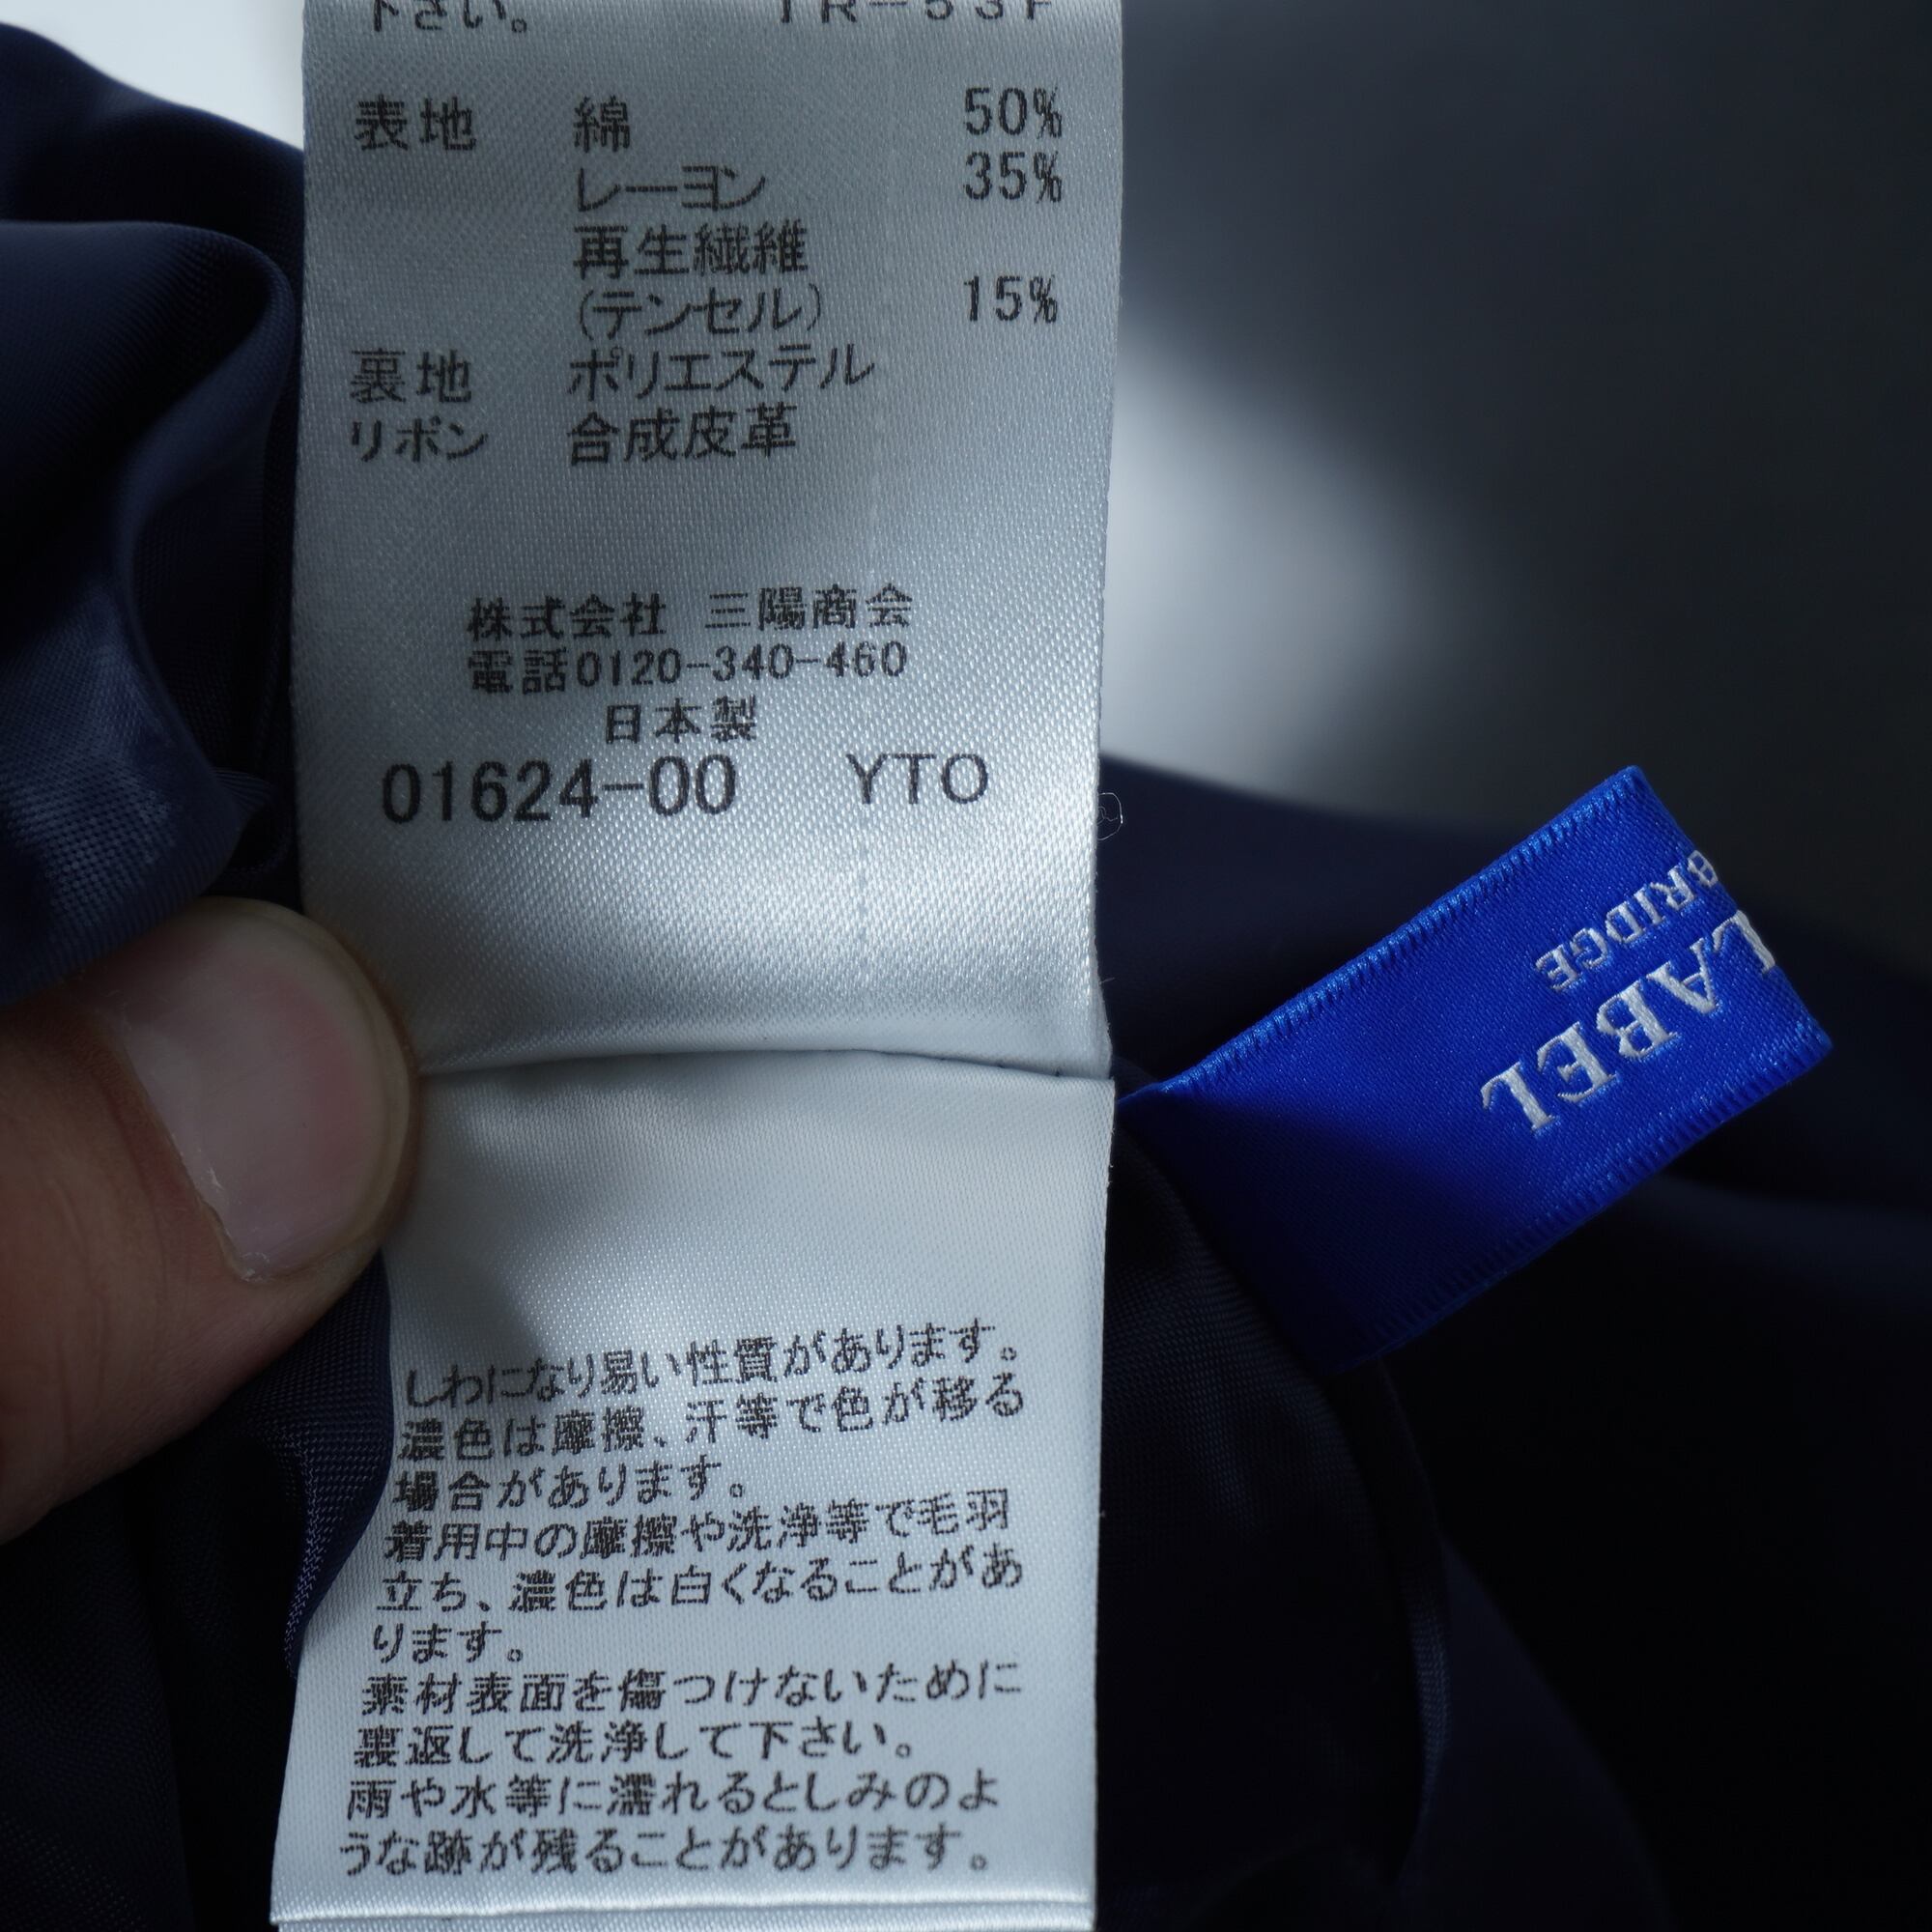 下さい。 TR-53F
表地 綿 50%
レーヨン 35%
再生繊維
(テンセル) 15%
裏地 ポリエステル
リボン 合成皮革
株式会社 三陽商会
電話0120-340-460
日本製
01624-00 YTO
しわになり易い性質があります。
濃色は摩擦、汗等で色が移る
場合があります。
着用中の摩擦や洗浄等で毛羽
立ち、濃色は白くなることがあ
ります。
素材表面を傷つけないために
裏返して洗浄して下さい。
雨や水等に濡れるとしみのよ
うな跡が残ることがあります。
LABEL
BRIDGE